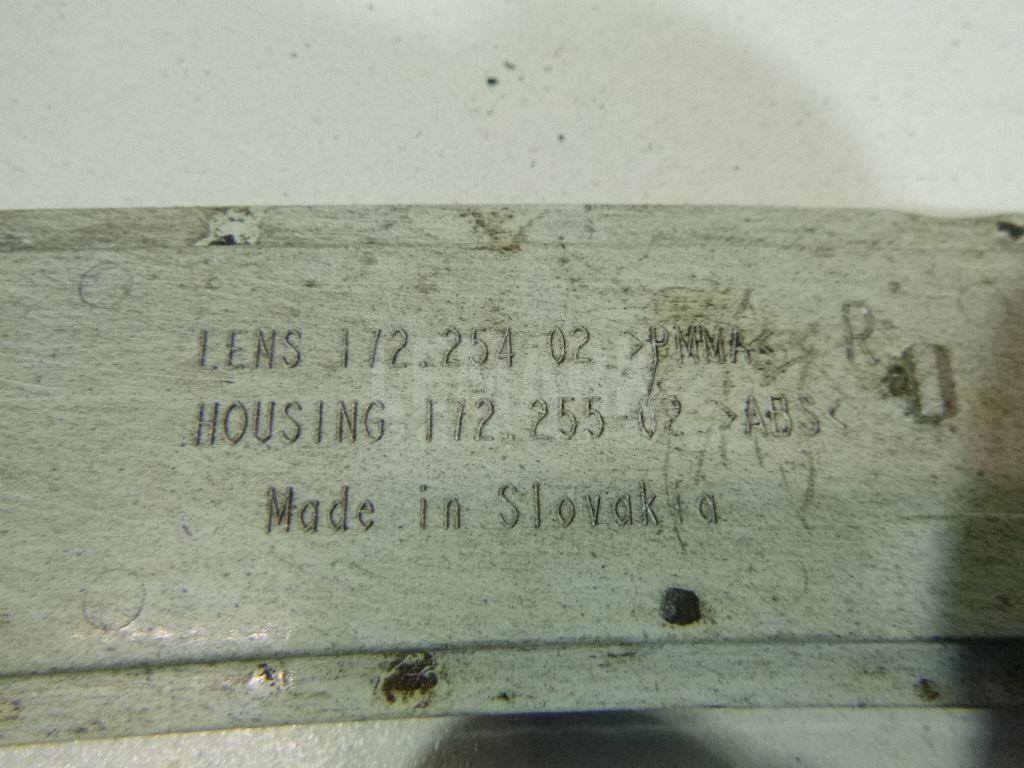 LENS 172.254-02 >PMMA< R
HOUSING 172.255-02 >ABS<
Made in Slovakia